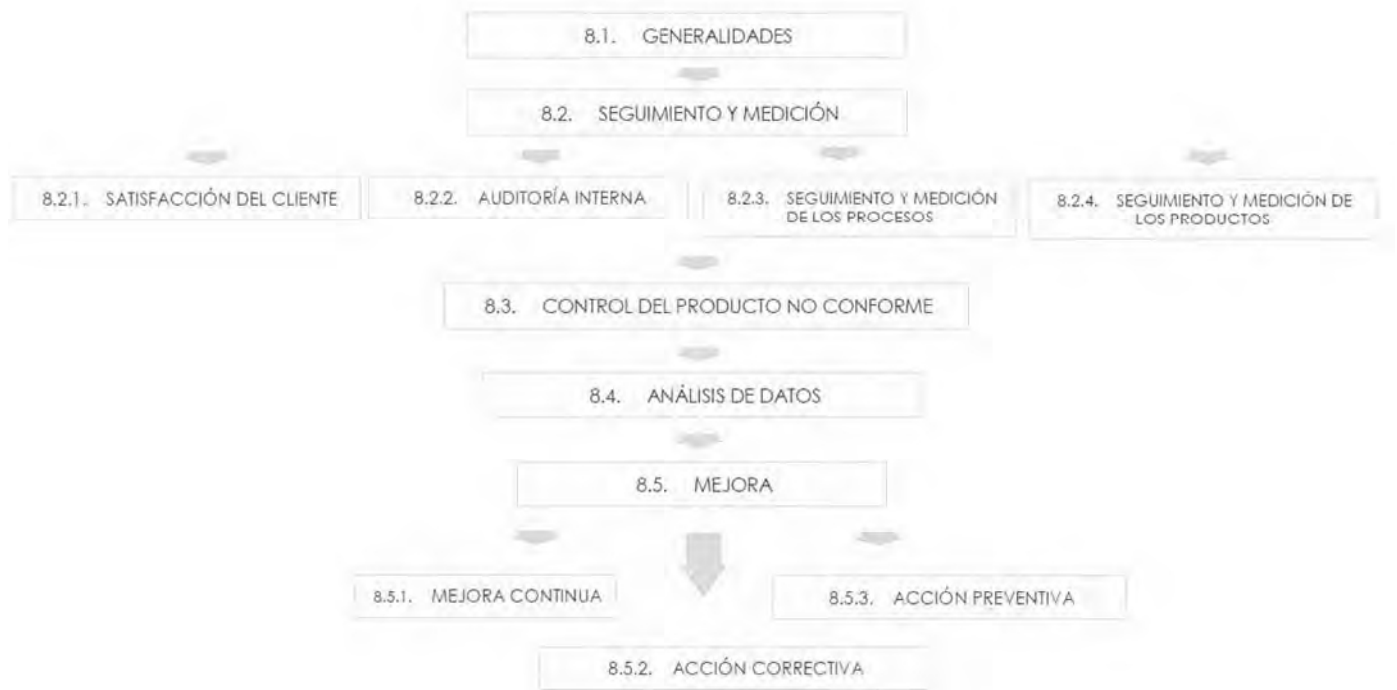 8.1. GENERALIDADES
8.2. SEGUIMIENTO Y MEDICIÓN
8.2.1. SATISFACCIÓN DEL CLIENTE
8.2.2. AUDITORÍA INTERNA
8.2.3. SEGUIMIENTO Y MEDICIÓN
DE LOS PROCESOS
8.2.4. SEGUIMIENTO Y MEDICIÓN DE
LOS PRODUCTOS
8.3. CONTROL DEL PRODUCTO NO CONFORME
8.4. ANÁLISIS DE DATOS
8.5. MEJORA
8.5.1. MEJORA CONTINUA
8.5.3. ACCIÓN PREVENTIVA
8.5.2. ACCIÓN CORRECTIVA